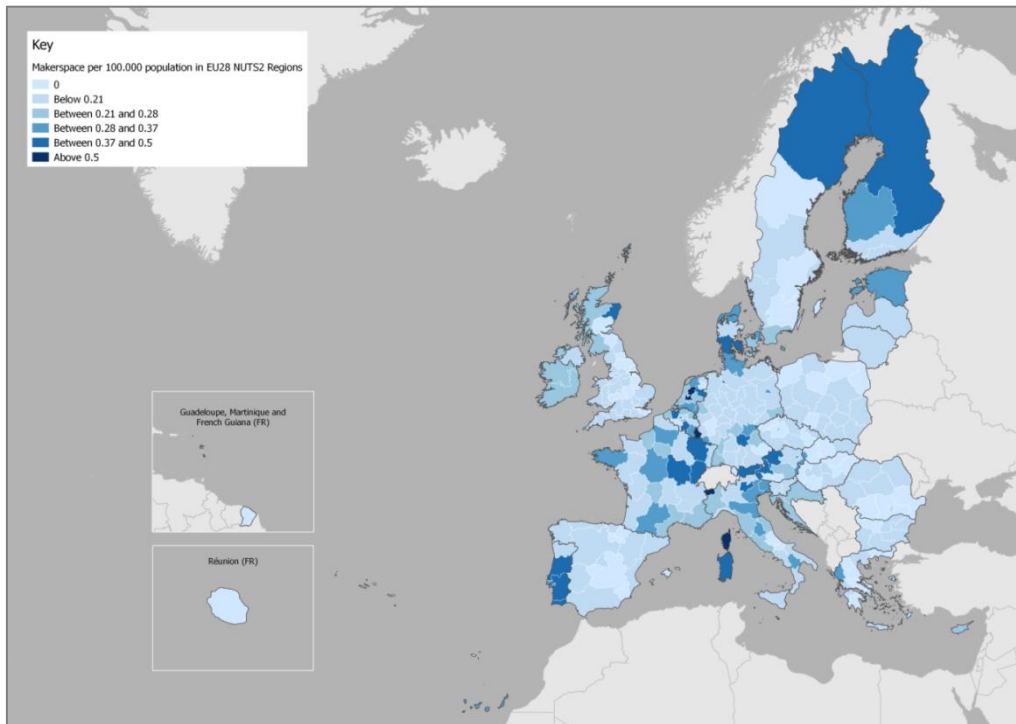 Key
Makerspace per 100.000 population in EU28 NUTS2 Regions
0
Below 0.21
Between 0.21 and 0.28
Between 0.28 and 0.37
Between 0.37 and 0.5
Above 0.5
Guadeloupe, Martinique and
French Guiana (FR)
Réunion (FR)